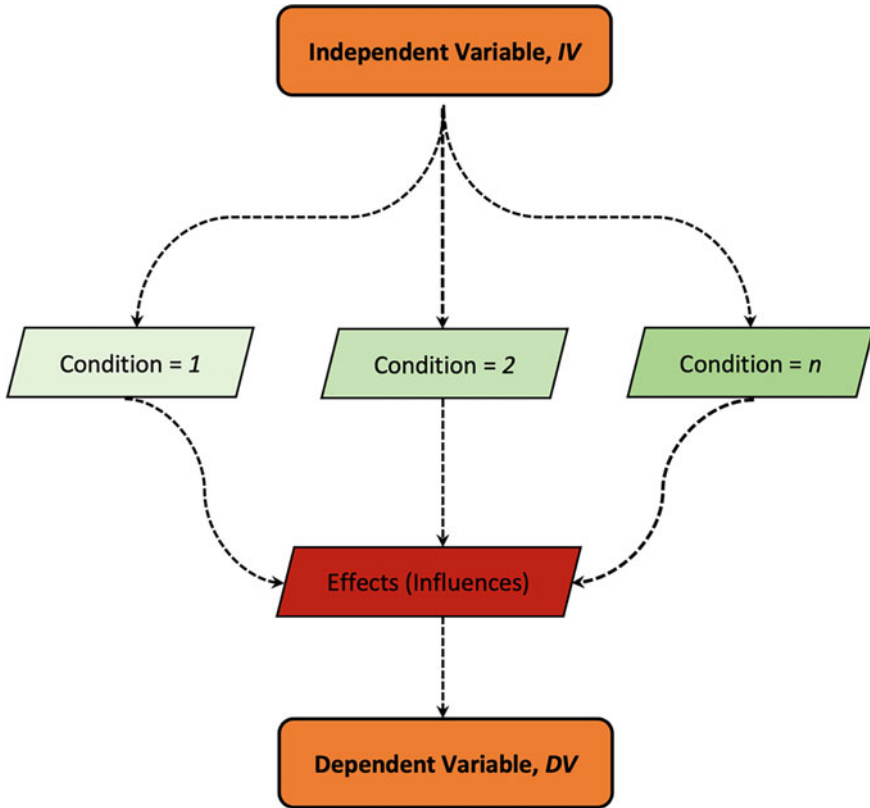 Independent Variable, IV
Condition = 1
Condition = 2
Condition = n
Effects (Influences)
Dependent Variable, DV